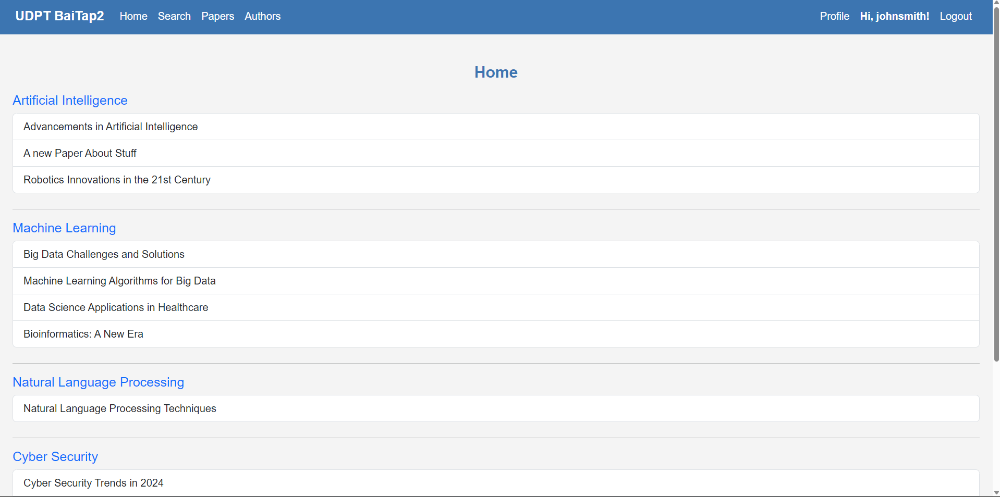 UDPT BaiTap2 Home Search Papers Authors Profile Hi, johnsmith! Logout
Home
Artificial Intelligence
Advancements in Artificial Intelligence
A new Paper About Stuff
Robotics Innovations in the 21st Century
Machine Learning
Big Data Challenges and Solutions
Machine Learning Algorithms for Big Data
Data Science Applications in Healthcare
Bioinformatics: A New Era
Natural Language Processing
Natural Language Processing Techniques
Cyber Security
Cyber Security Trends in 2024